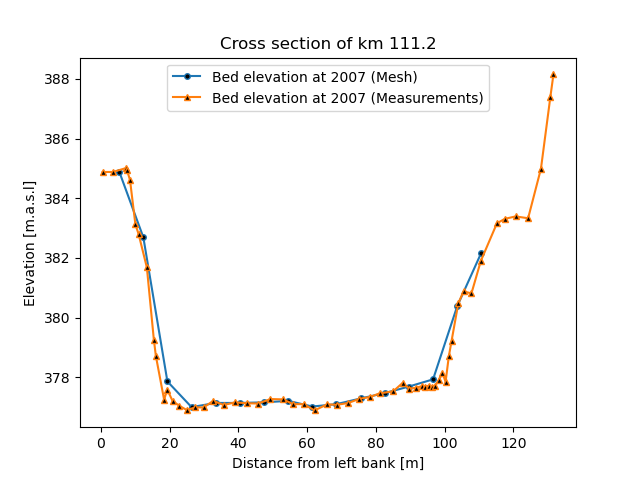 Cross section of km 111.2
Bed elevation at 2007 (Mesh)
Bed elevation at 2007 (Measurements)
Elevation [m.a.s.l]
388
386
384
382
380
378
0 20 40 60 80 100 120
Distance from left bank [m]